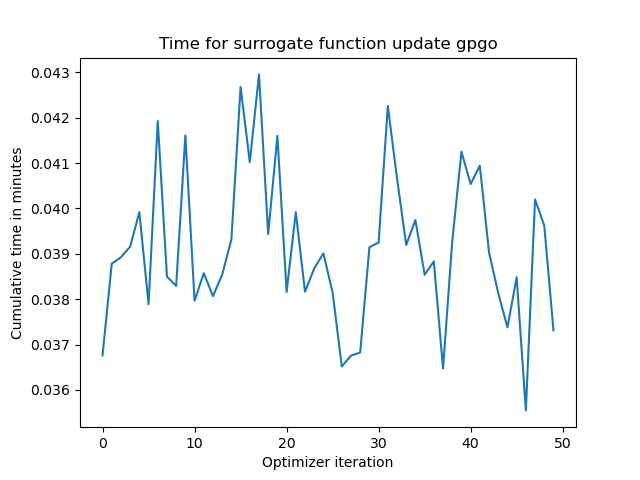 Time for surrogate function update gpgo
0.043
0.042
0.041
0.040
0.039
0.038
0.037
0.036
Cumulative time in minutes
0 10 20 30 40 50
Optimizer iteration